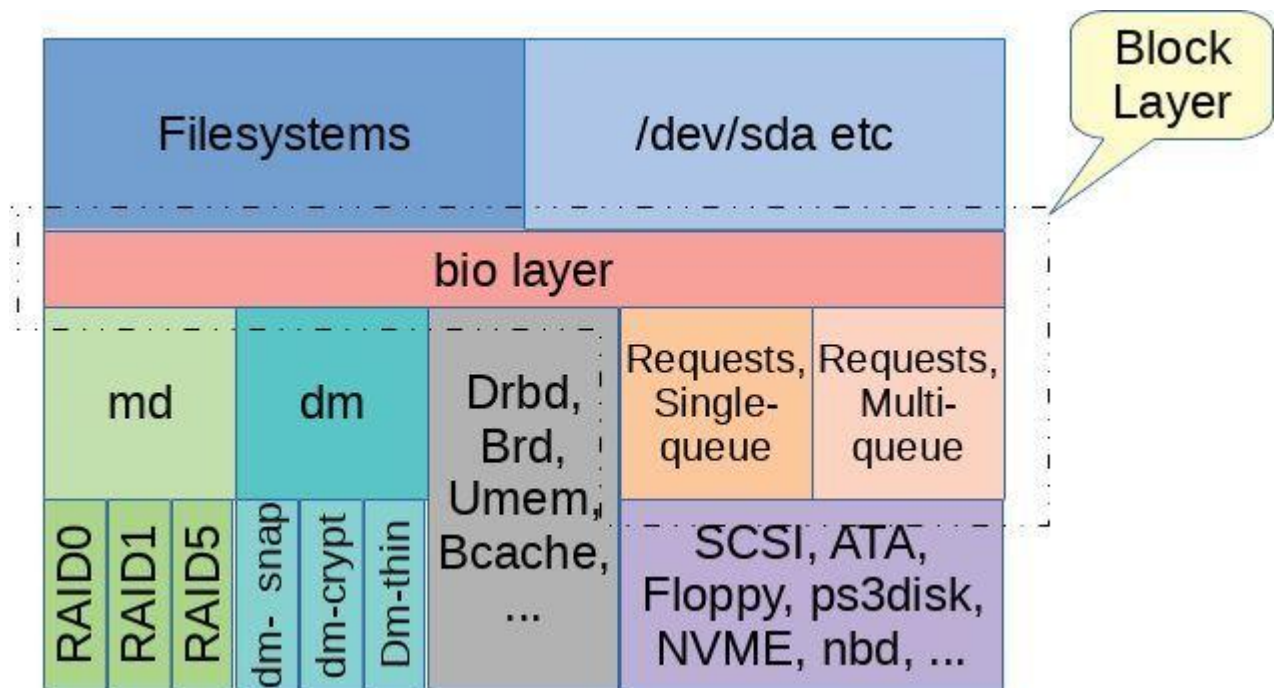 Block
Layer
Filesystems
/dev/sda etc
bio layer
md
dm
Drbd,
Brd,
Umem,
Bcache,
...
Requests,
Single-
queue
Requests,
Multi-
queue
RAID0
RAID1
RAID5
dm- snap
dm-crypt
Dm-thin
SCSI, ATA,
Floppy, ps3disk,
NVME, nbd, ...